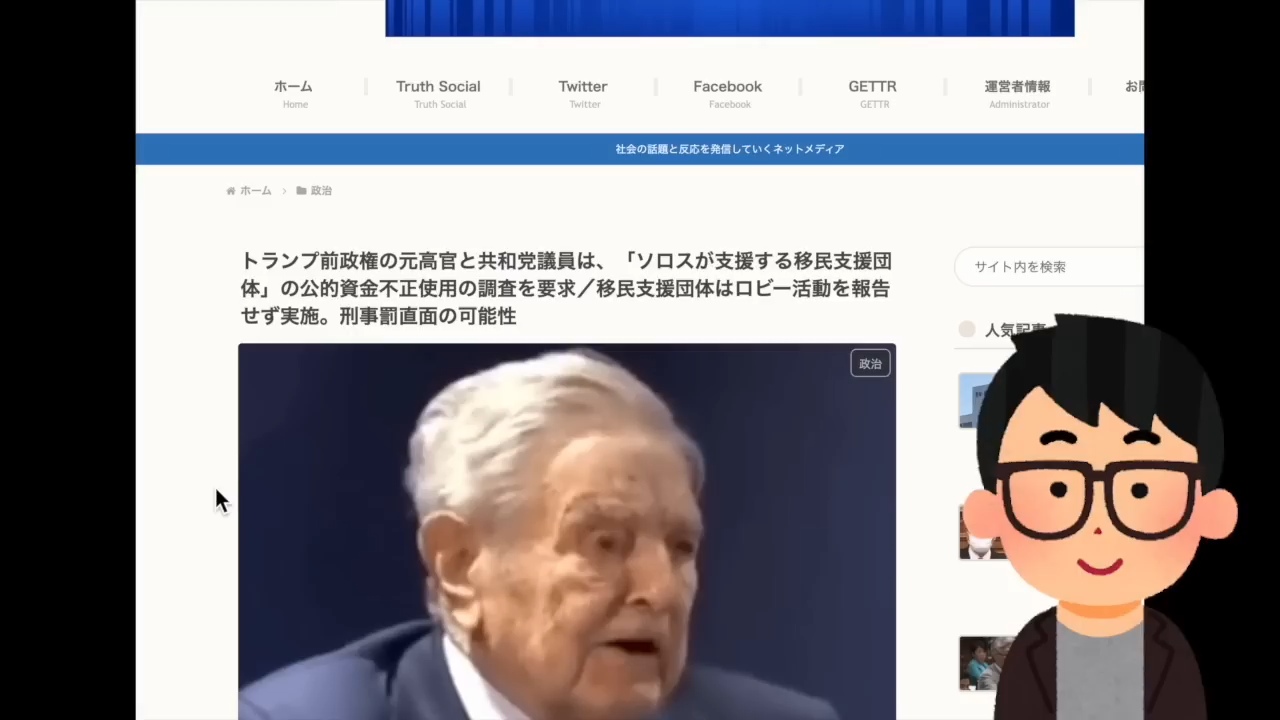 ホーム
Home
Truth Social
Truth Social
Twitter
Twitter
Facebook
Facebook
GETTR
GETTR
運営者情報
Administrator
お
社会の話題と反応を発信していくネットメディア
ホーム > 政治
トランプ前政権の元高官と共和党議員は、「ソロスが支援する移民支援団
体」の公的資金不正使用の調査を要求／移民支援団体はロビー活動を報告
せず実施。刑事罰直面の可能性
サイト内を検索
政治
人気記事